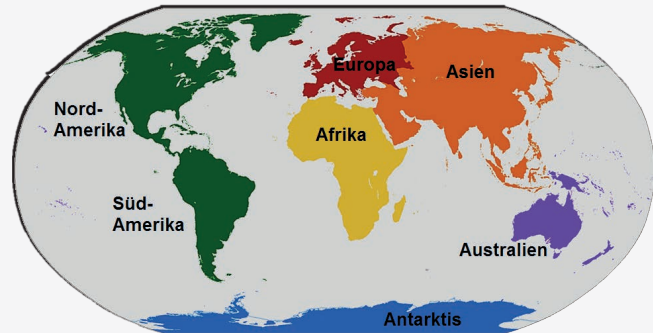 Europa
Asien
Nord-
Amerika
Afrika
Süd-
Amerika
Australien
Antarktis